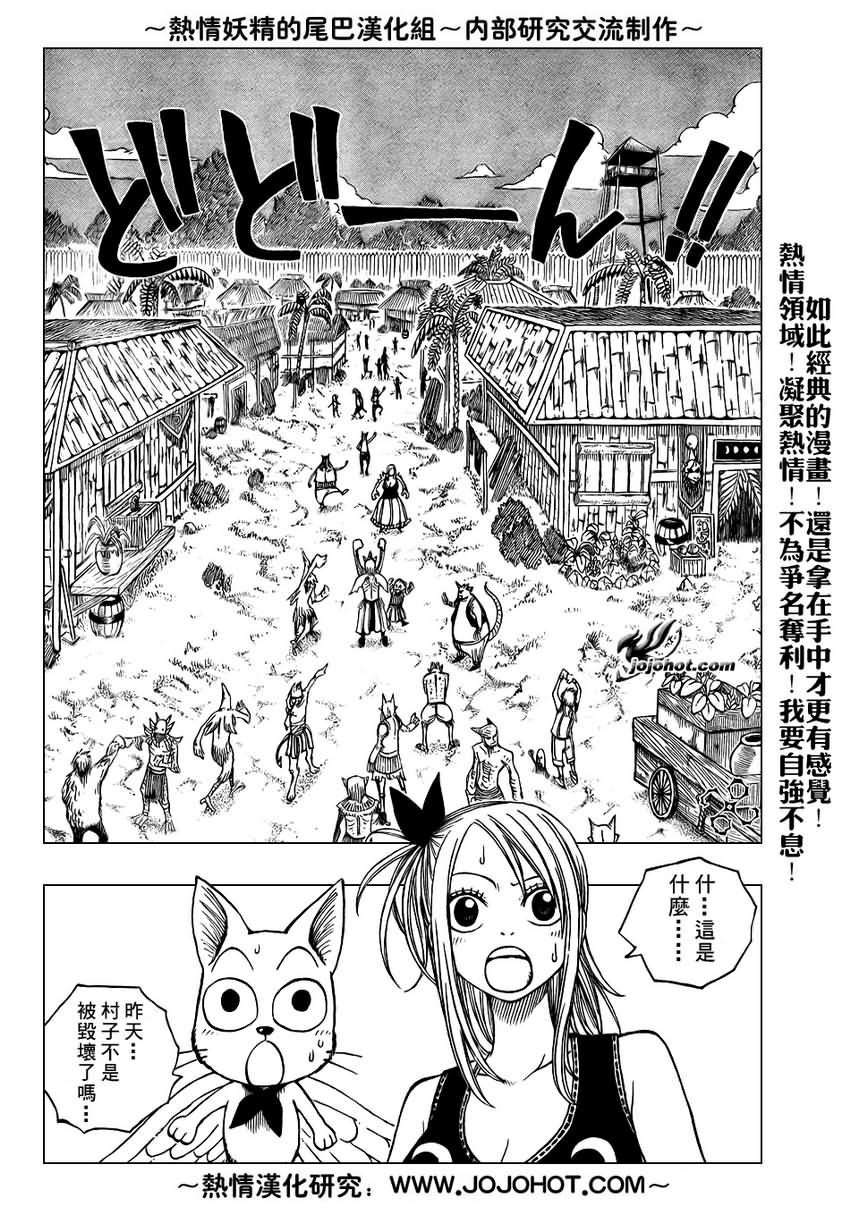 ～熱情妖精的尾巴漢化組～内部研究交流制作～
どどーん!!
如此經典的漫畫！還是拿在手中才更有感覺！
熱情領域！凝聚熱情！不為爭名奪利！我要自強不息！
jojohot.com
什…這是
什麼……
昨天…
村子不是
被毀壞了嗎…
～熱情漢化研究：WWW.JOJOHOT.COM～